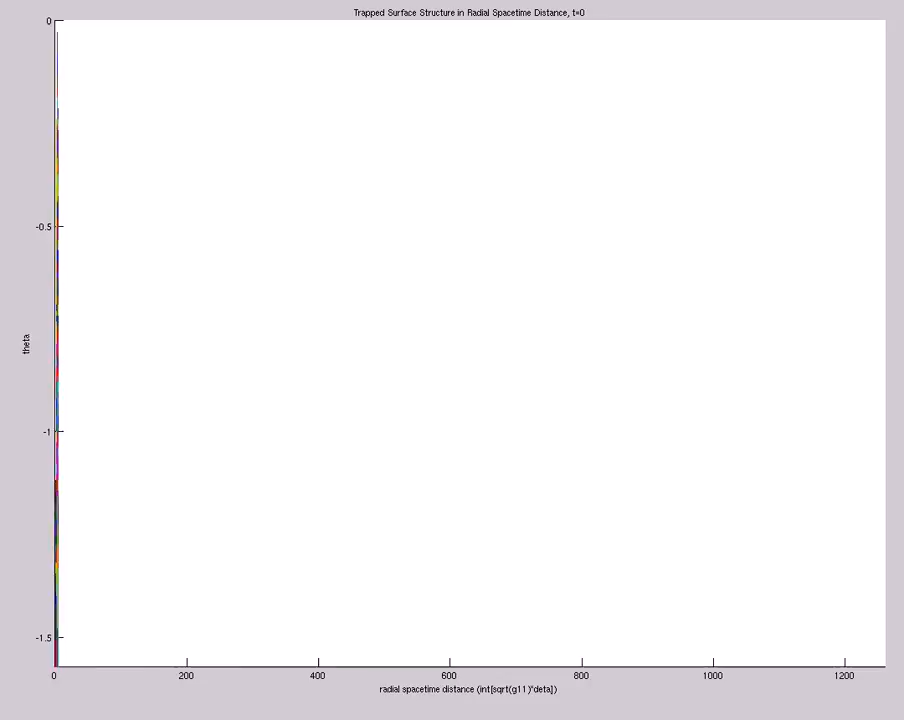 Trapped Surface Structure in Radial Spacetime Distance, t=0
0
-0.5
theta
-1
-1.5
0 200 400 600 800 1000 1200
radial spacetime distance (int[sqrt(g11)*deta])